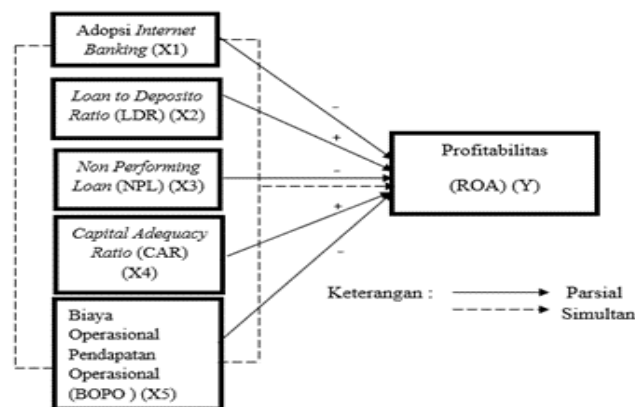 Adopsi Internet
Banking (X1)
Loan to Deposito
Ratio (LDR) (X2)
Non Performing
Loan (NPL) (X3)
Capital Adequacy
Ratio (CAR)
(X4)
Biaya
Operasional
Pendapatan
Operasional
(BOPO ) (X5)
–
+
–
+
–
Profitabilitas
(ROA) (Y)
Keterangan :
Parsial
Simultan